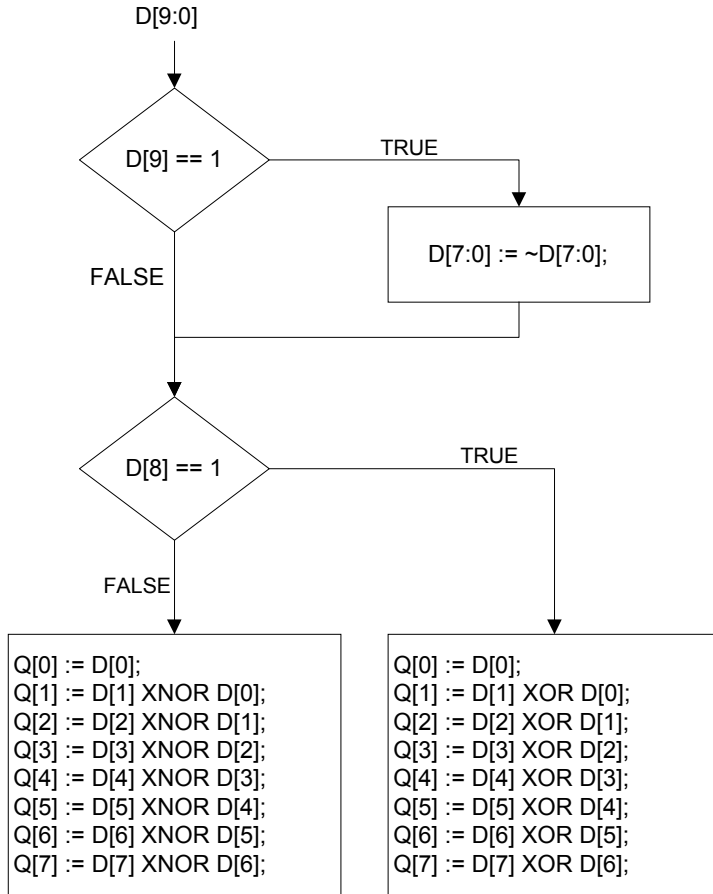 D[9:0]
D[9] == 1
TRUE
D[7:0] := ~D[7:0];
FALSE
D[8] == 1
TRUE
FALSE
Q[0] := D[0];
Q[1] := D[1] XNOR D[0];
Q[2] := D[2] XNOR D[1];
Q[3] := D[3] XNOR D[2];
Q[4] := D[4] XNOR D[3];
Q[5] := D[5] XNOR D[4];
Q[6] := D[6] XNOR D[5];
Q[7] := D[7] XNOR D[6];
Q[0] := D[0];
Q[1] := D[1] XOR D[0];
Q[2] := D[2] XOR D[1];
Q[3] := D[3] XOR D[2];
Q[4] := D[4] XOR D[3];
Q[5] := D[5] XOR D[4];
Q[6] := D[6] XOR D[5];
Q[7] := D[7] XOR D[6];